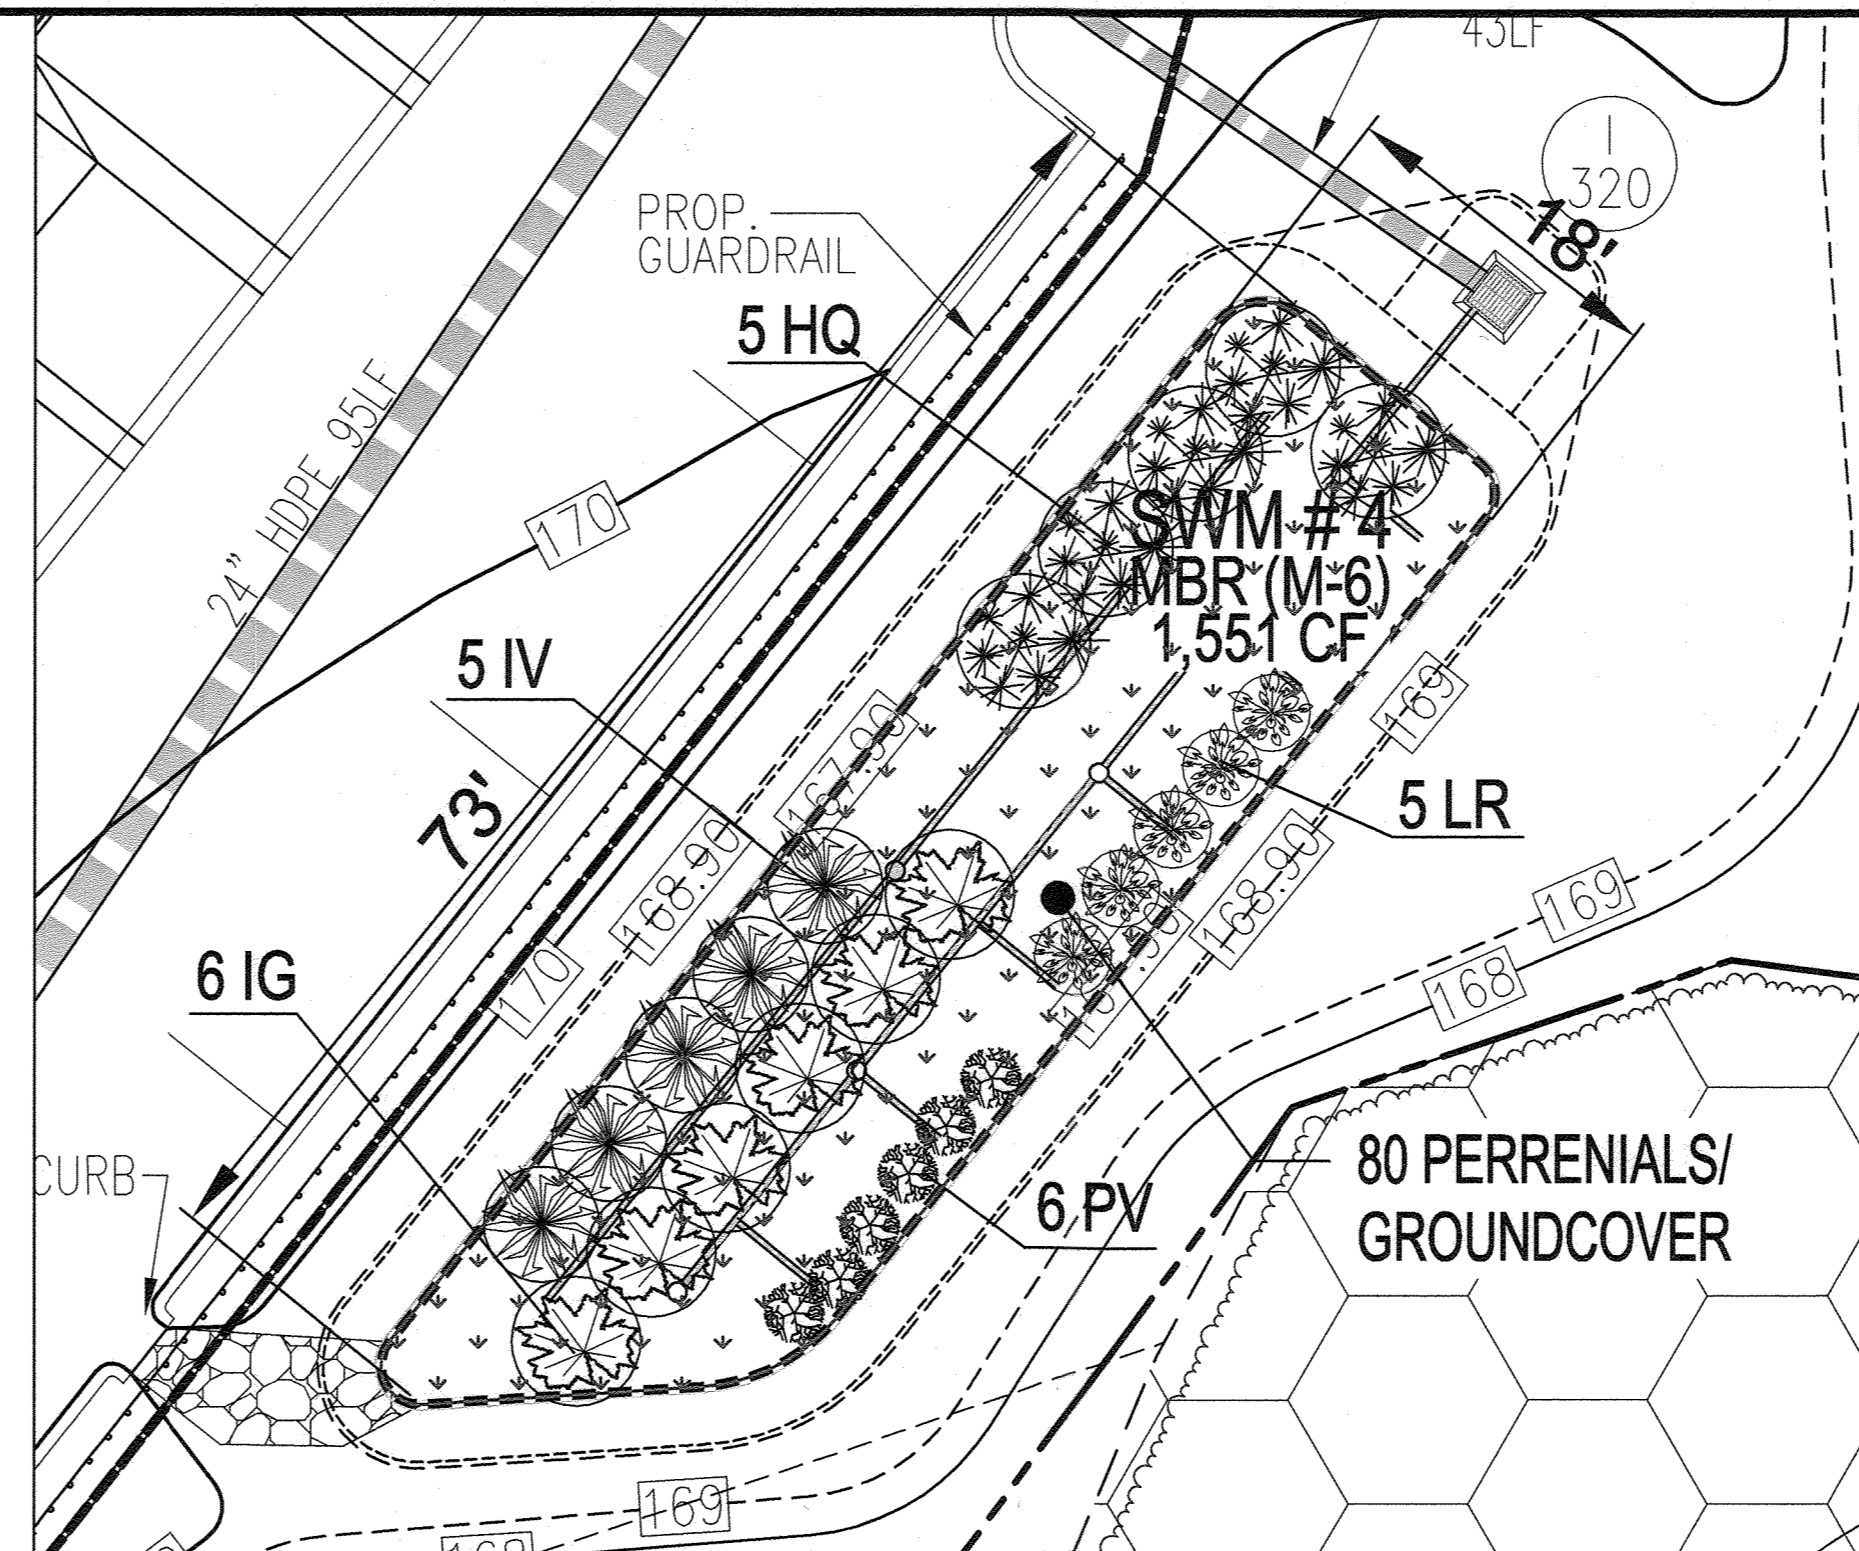 43LF
1
320
18'
PROP.
GUARDRAIL
5 HQ
24" HDPE 95LF
170
SWM # 4
MBR (M-6)
1,551 CF
5 IV
167.90
169
73'
5 LR
168.90
168.90
169
6 IG
170
168
CURB
80 PERRENIALS/
GROUNDCOVER
6 PV
169
168